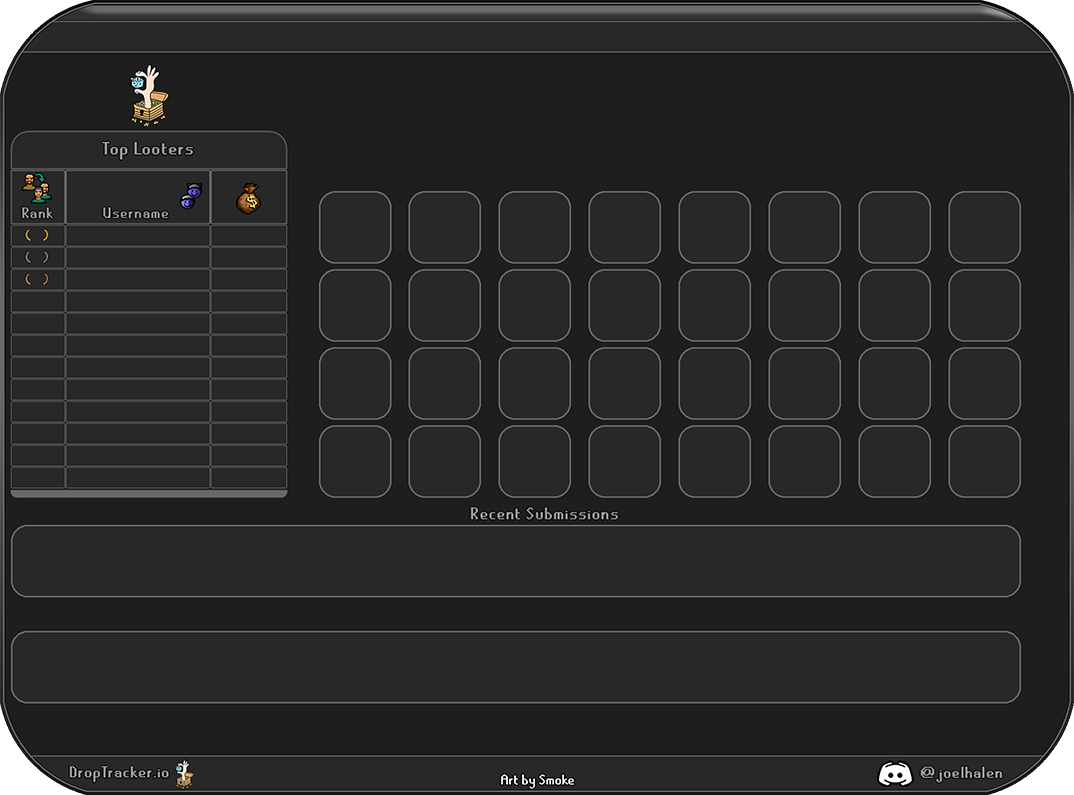 Top Looters
Rank
Username
$
( )
( )
( )
Recent Submissions
DropTracker.io
Art by Smoke
@joelhalen